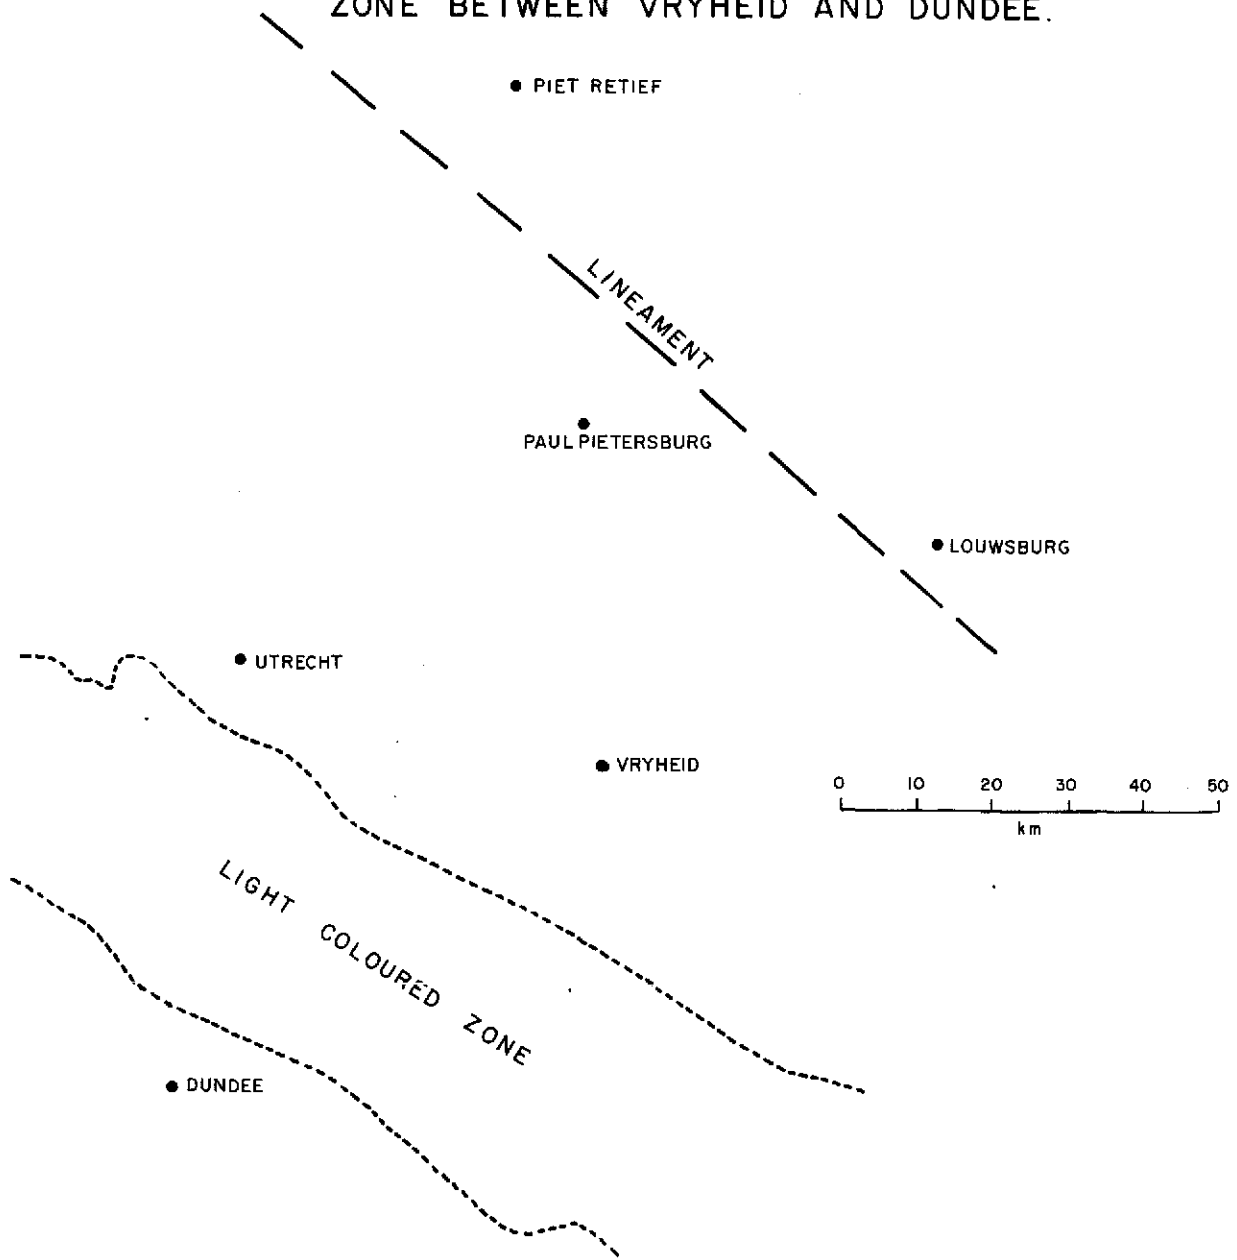 ZONE BETWEEN VRYHEID AND DUNDEE.
PIET RETIEF
LINEAMENT
PAUL PIETERSBURG
LOUWSBURG
UTRECHT
VRYHEID
0 10 20 30 40 50
km
LIGHT COLOURED ZONE
DUNDEE